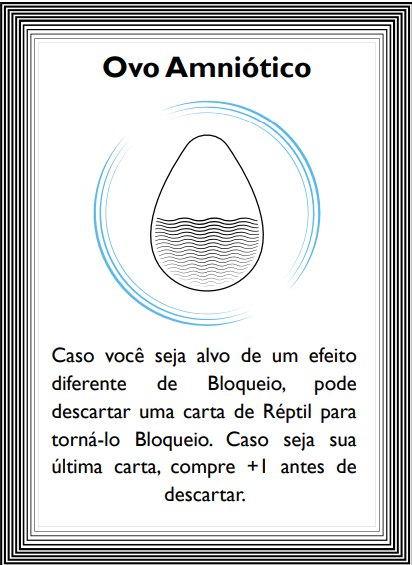 Ovo Amniótico
Caso você seja alvo de um efeito
diferente de Bloqueio, pode
descartar uma carta de Réptil para
torná-lo Bloqueio. Caso seja sua
última carta, compre +1 antes de
descartar.